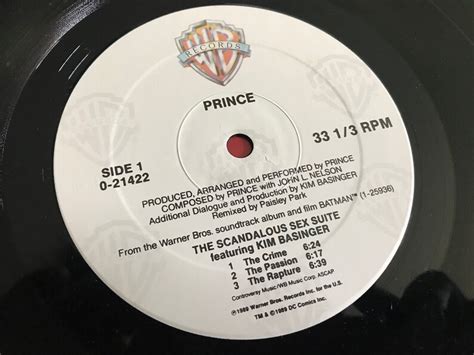 WB
RECORDS
PRINCE
SIDE 1
0-21422
33 1/3 RPM
PRODUCED, ARRANGED and PERFORMED by PRINCE
COMPOSED by PRINCE with JOHN L. NELSON
Additional Dialogue and Production by KIM BASINGER
Remixed by Paisley Park
From the Warner Bros. soundtrack album and film BATMAN™ (1-25936)
THE SCANDALOUS SEX SUITE
featuring KIM BASINGER
1 The Crime 6:24
2 The Passion 6:27
3 The Rapture 6:39
Controversy Music/WB Music Corp. ASCAP
℗ 1989 Warner Bros. Records Inc. for the U.S.
TM & © 1989 DC Comics Inc.